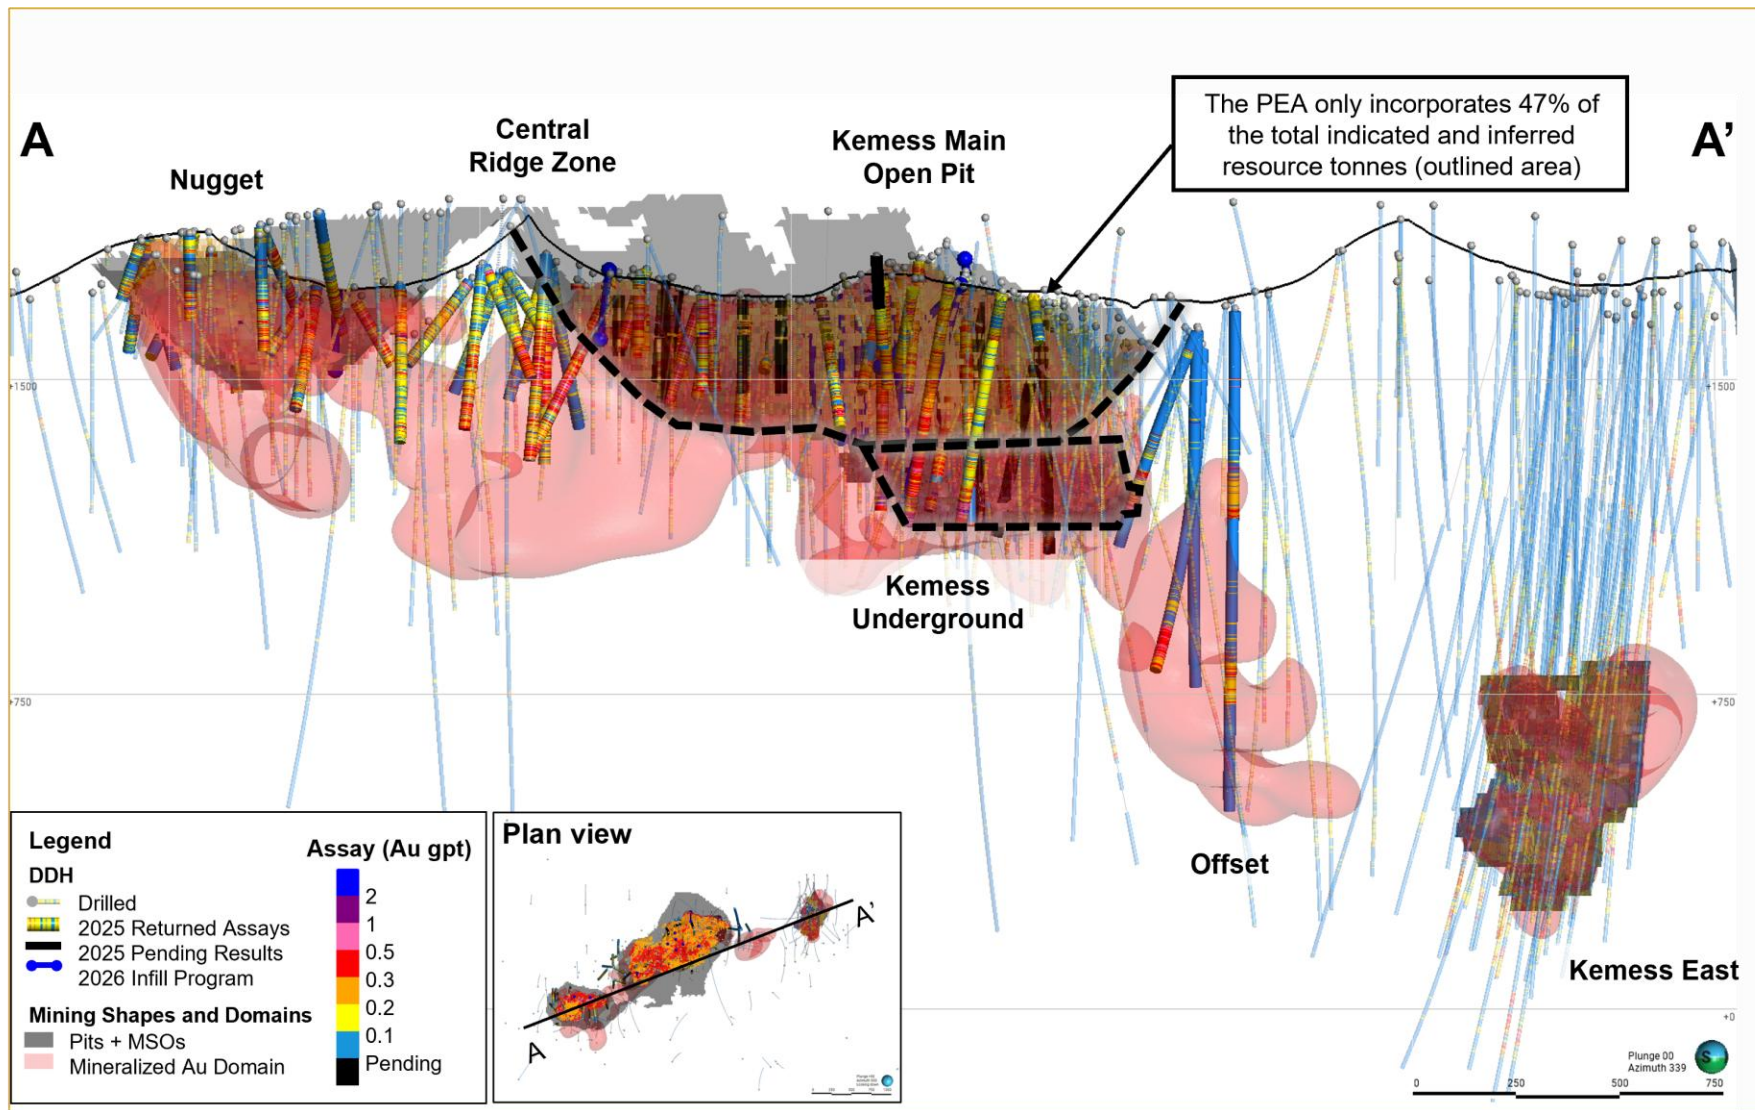 A
A'
Nugget
Central
Ridge Zone
Kemess Main
Open Pit
The PEA only incorporates 47% of
the total indicated and inferred
resource tonnes (outlined area)
+1500
+1500
Kemess
Underground
+750
+750
Offset
Kemess East
+0
Legend
DDH
Drilled
2025 Returned Assays
2025 Pending Results
2026 Infill Program
Mining Shapes and Domains
Pits + MSOs
Mineralized Au Domain
Assay (Au gpt)
2
1
0.5
0.3
0.2
0.1
Pending
Plan view
A
A'
Plunge 00
Azimuth 339
S
0
250
500
750